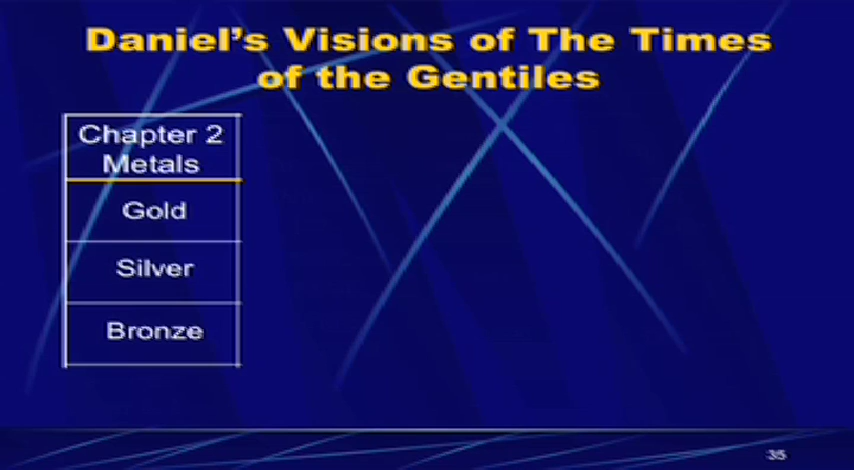 Daniel's Visions of The Times
of the Gentiles
Chapter 2
Metals
Gold
Silver
Bronze
35